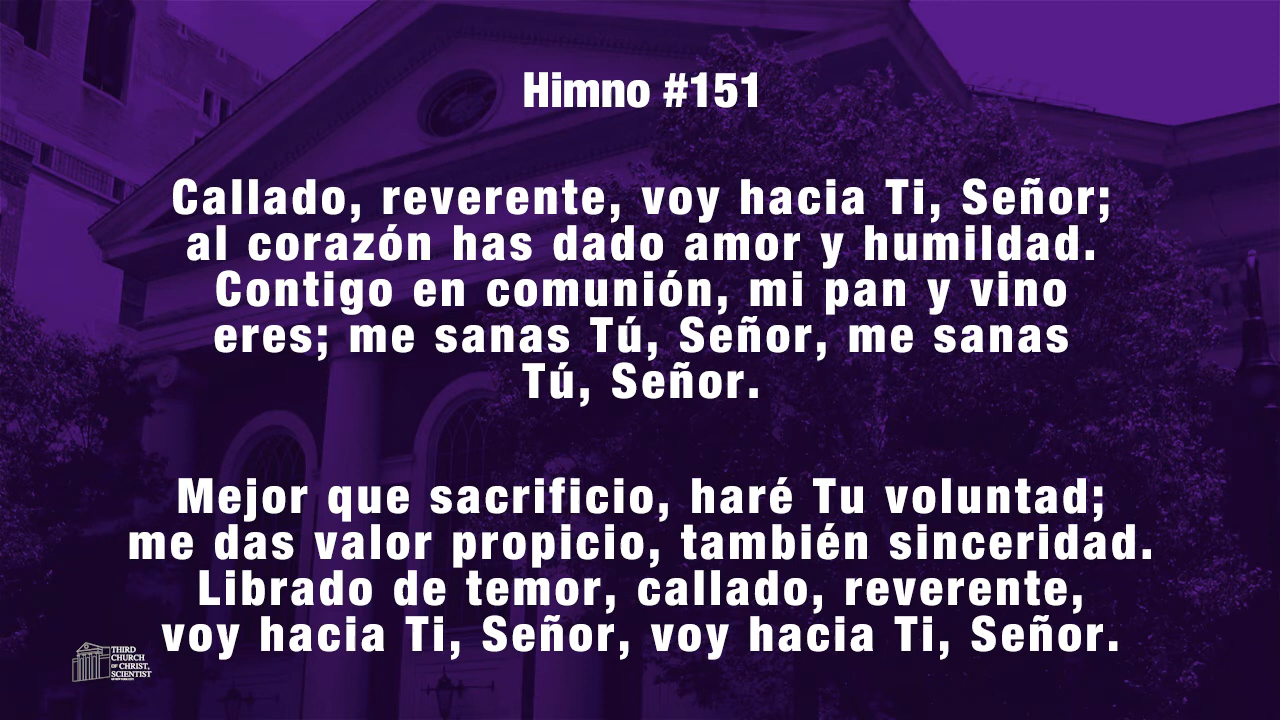 Himno #151
Callado, reverente, voy hacia Ti, Señor;
al corazón has dado amor y humildad.
Contigo en comunión, mi pan y vino
eres; me sanas Tú, Señor, me sanas
Tú, Señor.
Mejor que sacrificio, haré Tu voluntad;
me das valor propicio, también sinceridad.
Librado de temor, callado, reverente,
voy hacia Ti, Señor, voy hacia Ti, Señor.
THIRD
CHURCH
OF CHRIST,
SCIENTIST